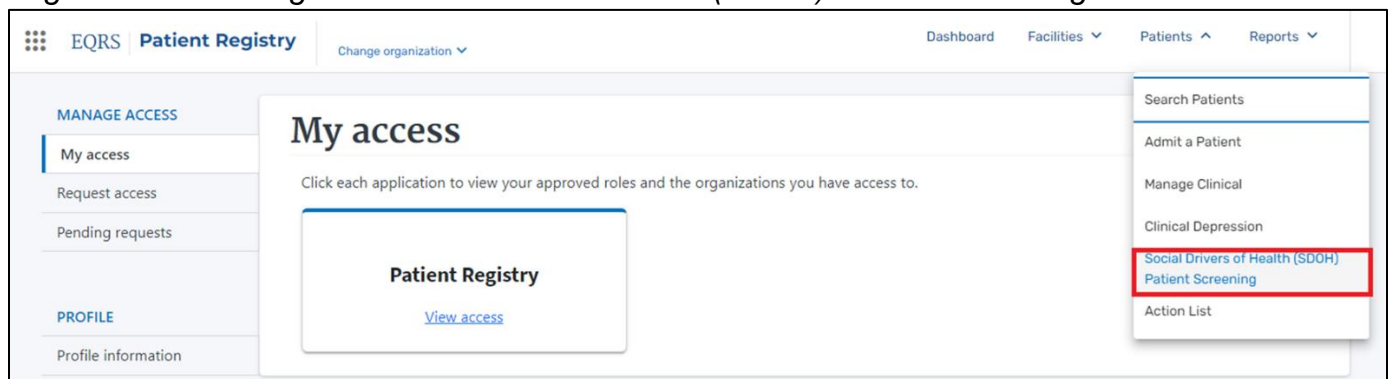 EQRS Patient Registry
Change organization
Dashboard
Facilities
Patients
Reports
MANAGE ACCESS
My access
Request access
Pending requests
PROFILE
Profile information
My access
Click each application to view your approved roles and the organizations you have access to.
Patient Registry
View access
Search Patients
Admit a Patient
Manage Clinical
Clinical Depression
Social Drivers of Health (SDOH)
Patient Screening
Action List